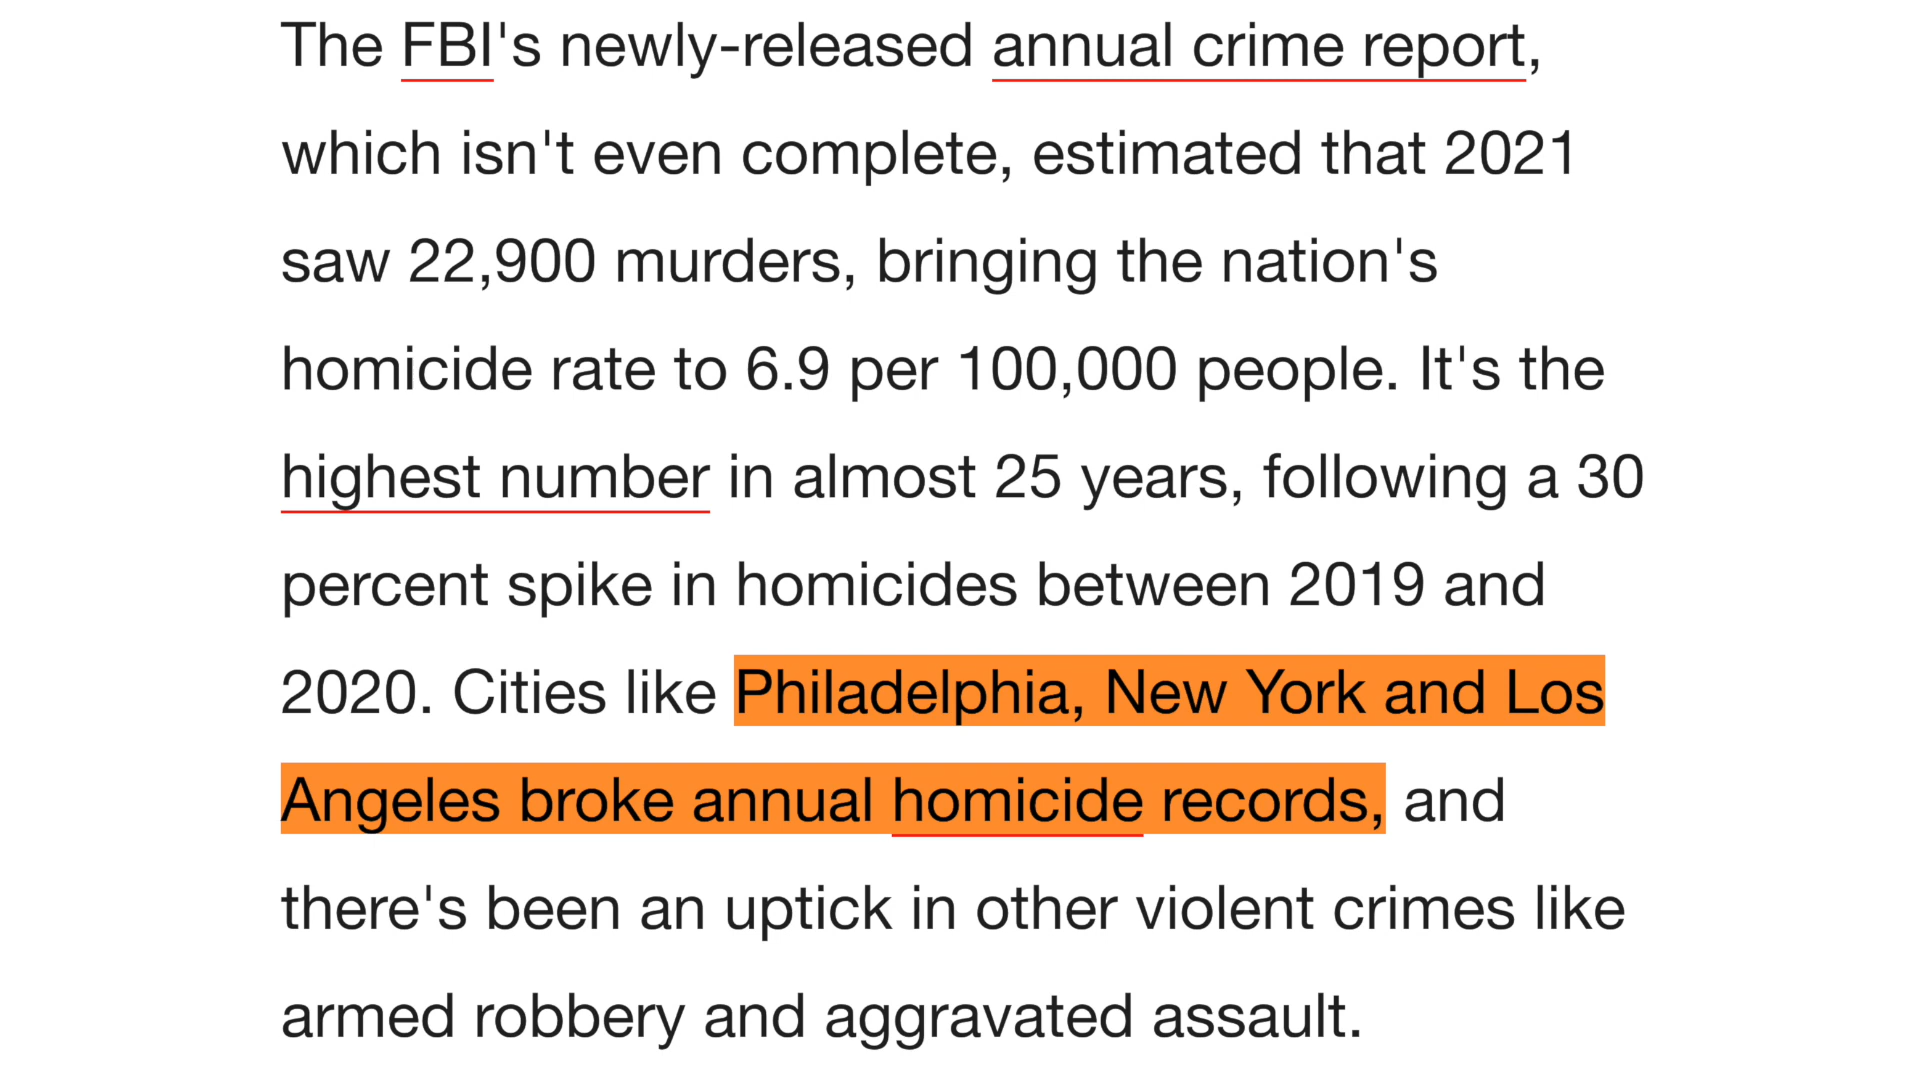 The FBI's newly-released annual crime report,
which isn't even complete, estimated that 2021
saw 22,900 murders, bringing the nation's
homicide rate to 6.9 per 100,000 people. It's the
highest number in almost 25 years, following a 30
percent spike in homicides between 2019 and
2020. Cities like Philadelphia, New York and Los
Angeles broke annual homicide records, and
there's been an uptick in other violent crimes like
armed robbery and aggravated assault.